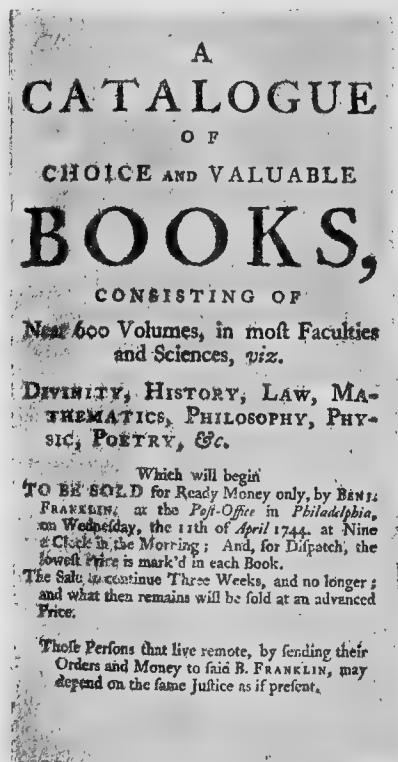 A
CATALOGUE
OF
CHOICE AND VALUABLE
BOOKS,
CONSISTING OF
Near 600 Volumes, in moſt Faculties
and Sciences, viz.
DIVINITY, HISTORY, LAW, MA-
THEMATICS, PHILOSOPHY, PHY-
SIC, POETRY, &c.
Which will begin
TO BE SOLD for Ready Money only, by BENJ.
FRANKLIN, at the Poſt-Office in Philadelphia,
on Wedneſday, the 11th of April 1744. at Nine
a Clock in the Morning; And, for Diſpatch, the
loweſt Price is mark'd in each Book.
The Sale to continue Three Weeks, and no longer;
and what then remains will be ſold at an advanced
Price.
Thoſe Perſons that live remote, by ſending their
Orders and Money to ſaid B. FRANKLIN, may
depend on the ſame Juſtice as if preſent.